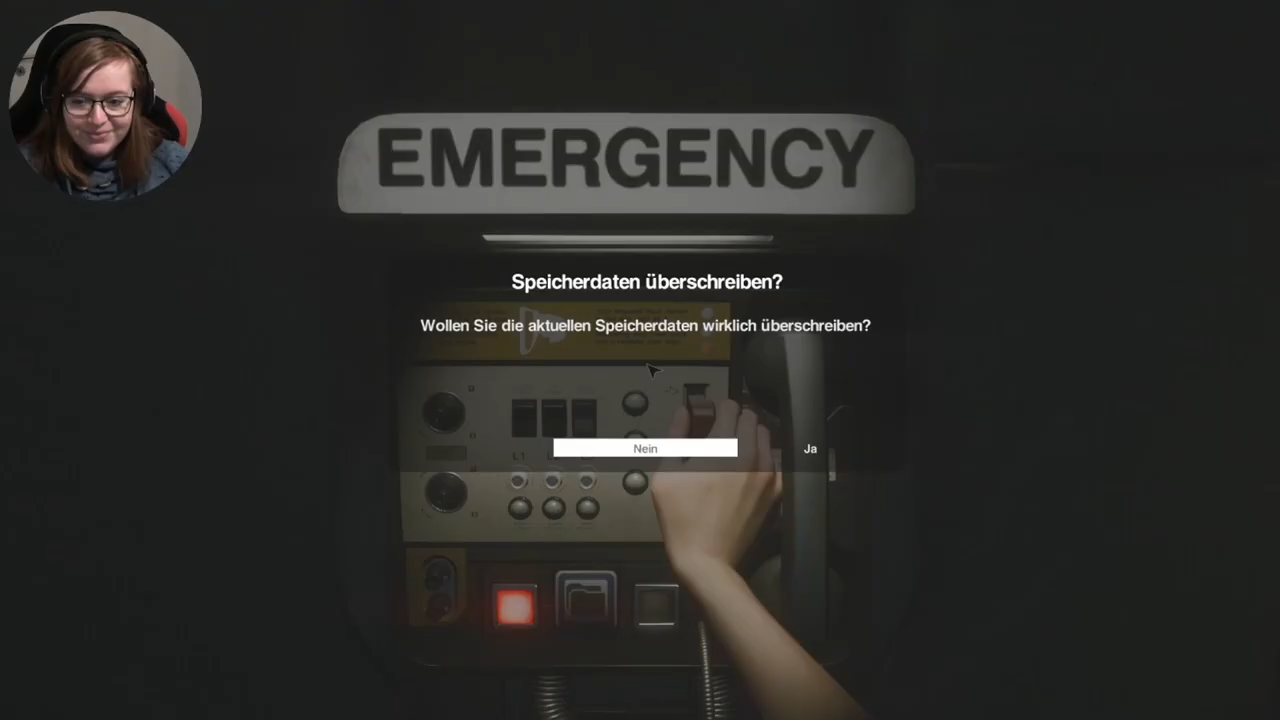 EMERGENCY
Speicherdaten überschreiben?
Wollen Sie die aktuellen Speicherdaten wirklich überschreiben?
Nein
Ja